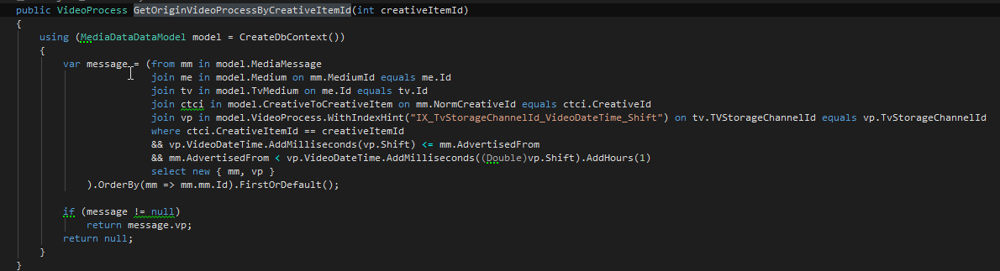 public VideoProcess GetOriginVideoProcessByCreativeItemId(int creativeItemId)
{
using (MediaDataDataModel model = CreateDbContext())
{
var message = (from mm in model.MediaMessage
join me in model.Medium on mm.MediumId equals me.Id
join tv in model.TvMedium on me.Id equals tv.Id
join ctci in model.CreativeToCreativeItem on mm.NormCreativeId equals ctci.CreativeId
join vp in model.VideoProcess.WithIndexHint("IX_TvStorageChannelId_VideoDateTime_Shift") on tv.TVStorageChannelId equals vp.TvStorageChannelId
where ctci.CreativeItemId == creativeItemId
&& vp.VideoDateTime.AddMilliseconds(vp.Shift) <= mm.AdvertisedFrom
&& mm.AdvertisedFrom < vp.VideoDateTime.AddMilliseconds((Double)vp.Shift).AddHours(1)
select new { mm, vp }
).OrderBy(mm => mm.mm.Id).FirstOrDefault();
if (message != null)
return message.vp;
return null;
}
}